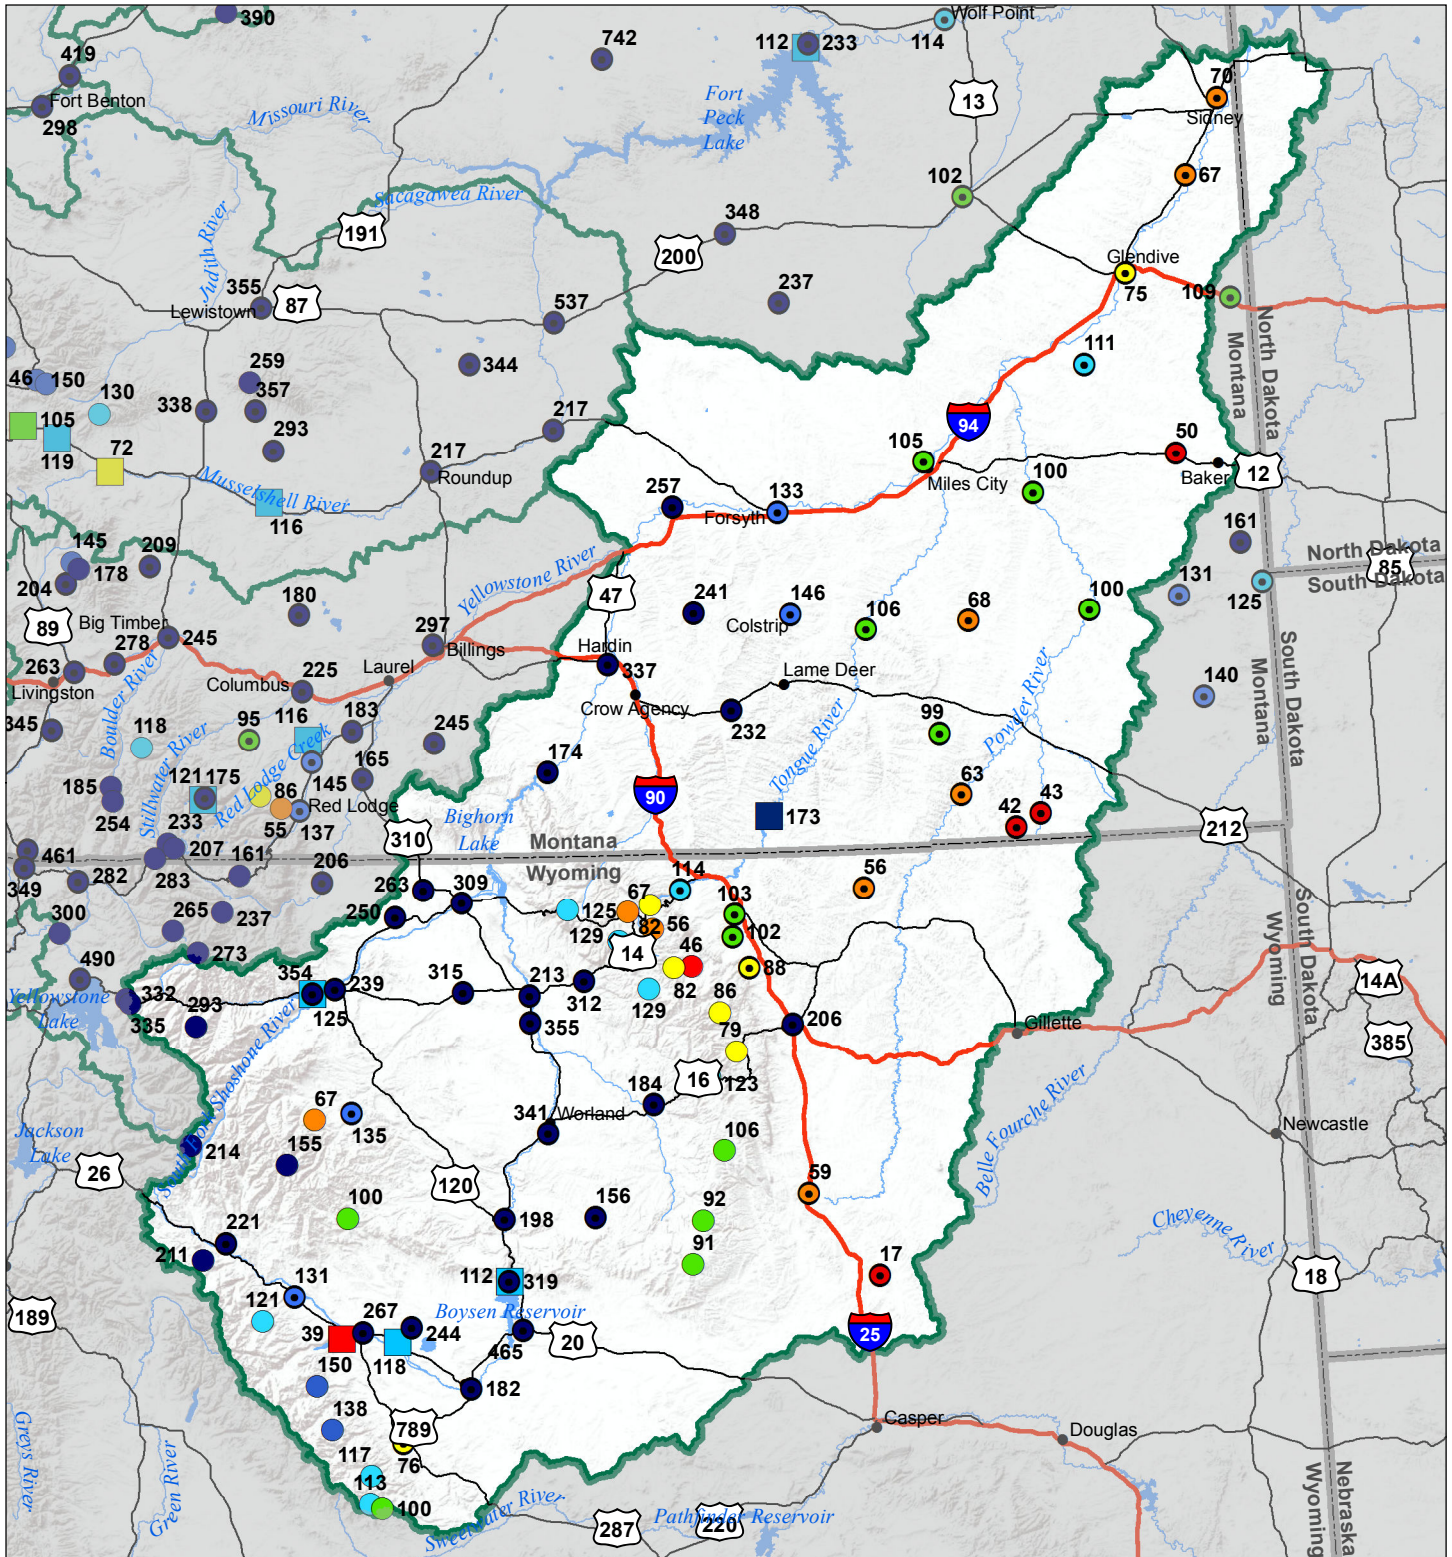 390
Wolf Point
114
419
742
112
233
Fort Benton
298
Missouri River
Fort
Peck
Lake
13
70
Sidney
67
102
Sacagawea River
348
191
200
Judith River
Glendive
75
109
237
355
87
Lewistown
537
North Dakota
Montana
111
344
259
46
150
130
357
338
293
217
94
105
119
72
50
105
100
Baker
12
217
Roundup
Miles City
Musselshell River
116
257
Forsyth
133
161
145
178
209
204
Yellowstone River
North Dakota
South Dakota
85
131
125
180
47
241
146
Colstrip
106
68
100
89
Big Timber
245
278
297
Billings
Hardin
337
Lame Deer
South Dakota
Montana
263
Livingston
Laurel
225
Columbus
Crow Agency
232
140
345
Boulder River
118
95
116
183
245
99
Powder River
Stillwater River
Red Lodge Creek
165
174
Tongue River
185
254
121
175
86
145
Red Lodge
55
137
90
63
43
42
173
Bighorn
Lake
310
212
233
207
461
349
282
283
161
206
Montana
Wyoming
263
309
114
67
56
103
South Dakota
Wyoming
300
265
237
250
125
129
82
56
102
14
273
490
46
88
82
14A
Yellowstone
Lake
332
335
293
354
239
125
315
213
312
129
86
206
Gillette
355
79
385
South Fork Shoshone River
16
123
184
67
135
341
Worland
Belle Fourche River
Newcastle
Jackson
Lake
26
214
155
106
120
59
100
198
156
92
Cheyenne River
221
211
91
17
18
131
112
319
189
121
267
244
Boysen Reservoir
39
118
465
20
25
150
182
138
789
76
Casper
Douglas
117
113
100
Greys River
Green River
Sweetwater River
287
220
Pathfinder Reservoir
Nebraska
Wyoming